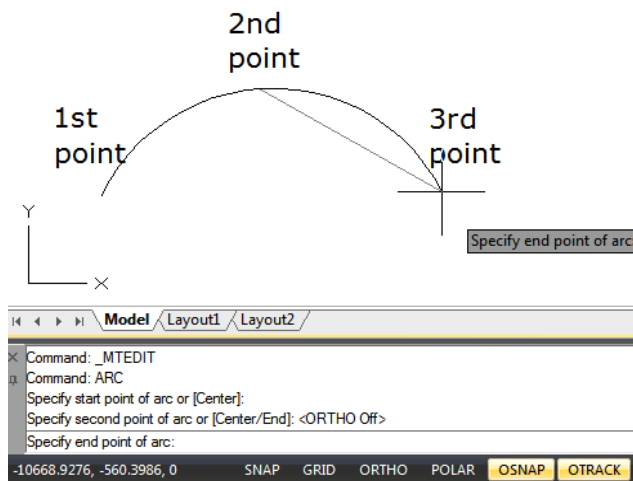 2nd
point
1st
point
3rd
point
Y
X
Specify end point of arc:
Model Layout1 Layout2
Command: _MTEDIT
Command: ARC
Specify start point of arc or [Center]:
Specify second point of arc or [Center/End]: <ORTHO Off>
Specify end point of arc:
-10668.9276, -560.3986, 0 SNAP GRID ORTHO POLAR OSNAP OTRACK